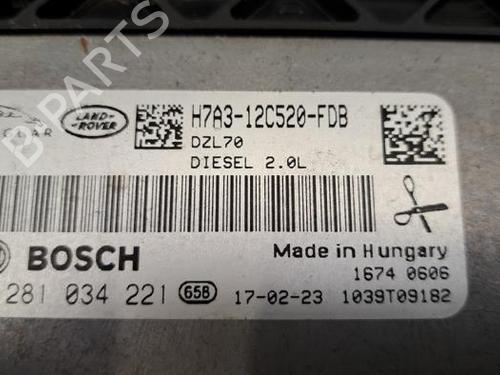 LAND-
ROVER
H7A3-12C520-FDB
DZL70
DIESEL 2.0L
BOSCH
Made in Hungary
1674 0606
281 034 221 658 17-02-23 1039T09182